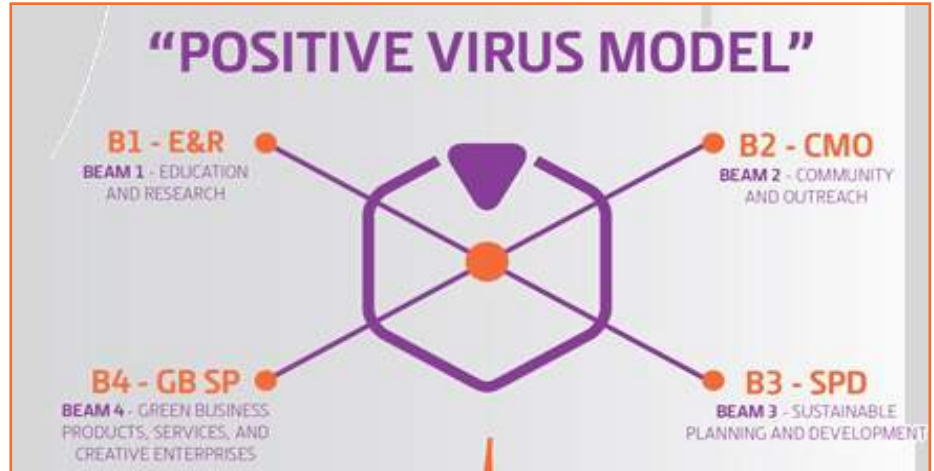 “POSITIVE VIRUS MODEL”
B1 - E&R
BEAM 1 - EDUCATION
AND RESEARCH
B2 - CMO
BEAM 2 - COMMUNITY
AND OUTREACH
B4 - GB SP
BEAM 4 - GREEN BUSINESS
PRODUCTS, SERVICES, AND
CREATIVE ENTERPRISES
B3 - SPD
BEAM 3 - SUSTAINABLE
PLANNING AND DEVELOPMENT